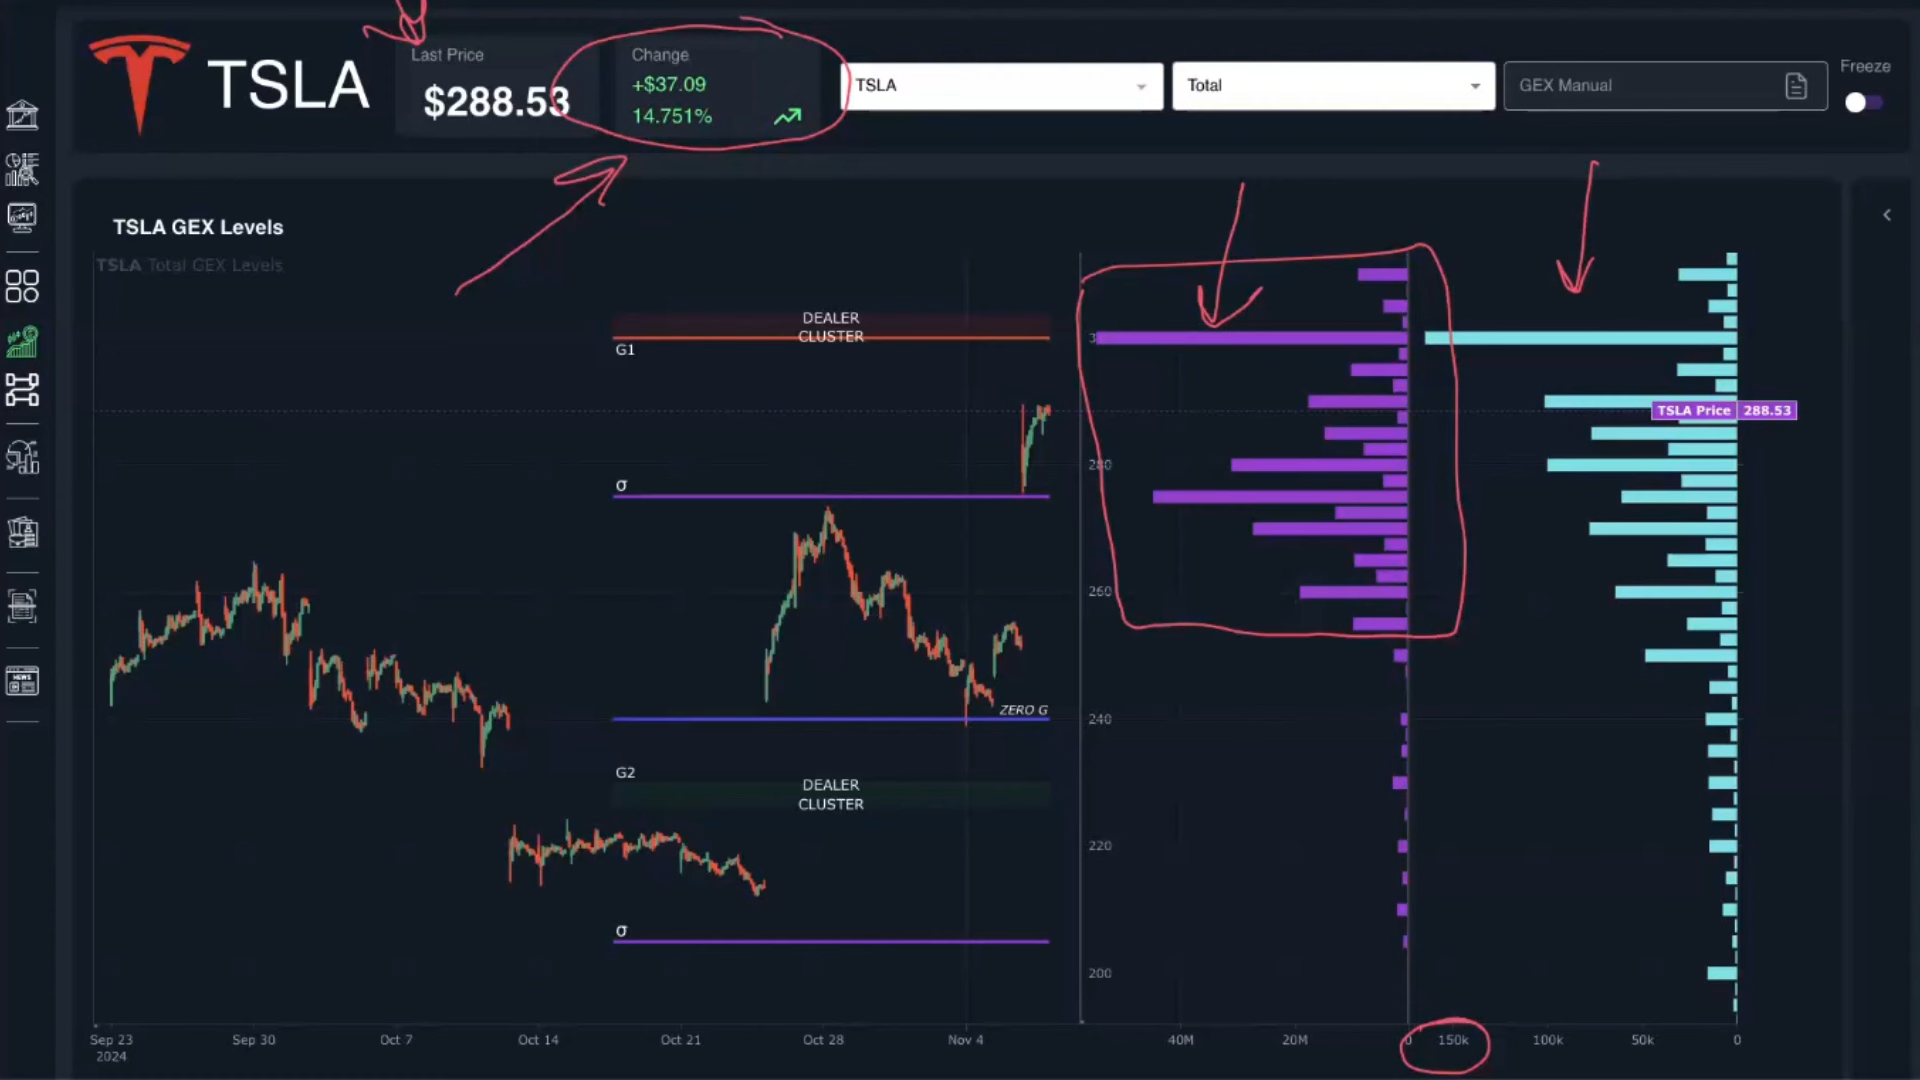 TSLA
Last Price
$288.53
Change
+$37.09
14.751%
TSLA
Total
GEX Manual
Freeze
TSLA GEX Levels
TSLA Total GEX Levels
DEALER
CLUSTER
G1
σ
ZERO G
G2
DEALER
CLUSTER
σ
280
260
240
220
200
TSLA Price 288.53
Sep 23
2024
Sep 30
Oct 7
Oct 14
Oct 21
Oct 28
Nov 4
40M
20M
0
150k
100k
50k
0
NEWS